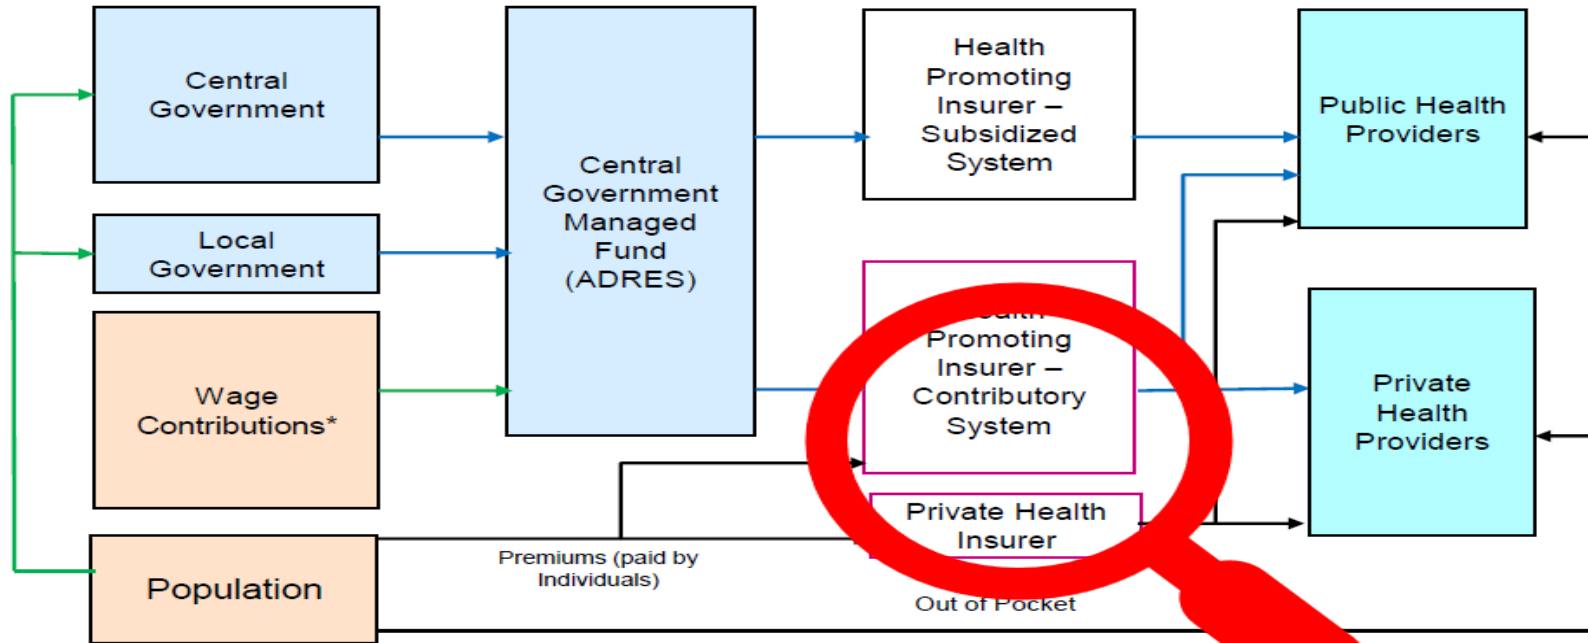 Central
Government
Local
Government
Wage
Contributions*
Population
Central
Government
Managed
Fund
(ADRES)
Premiums (paid by
Individuals)
Health
Promoting
Insurer –
Subsidized
System
Promoting
Insurer –
Contributory
System
Private Health
Insurer
Out of Pocket
Public Health
Providers
Private
Health
Providers